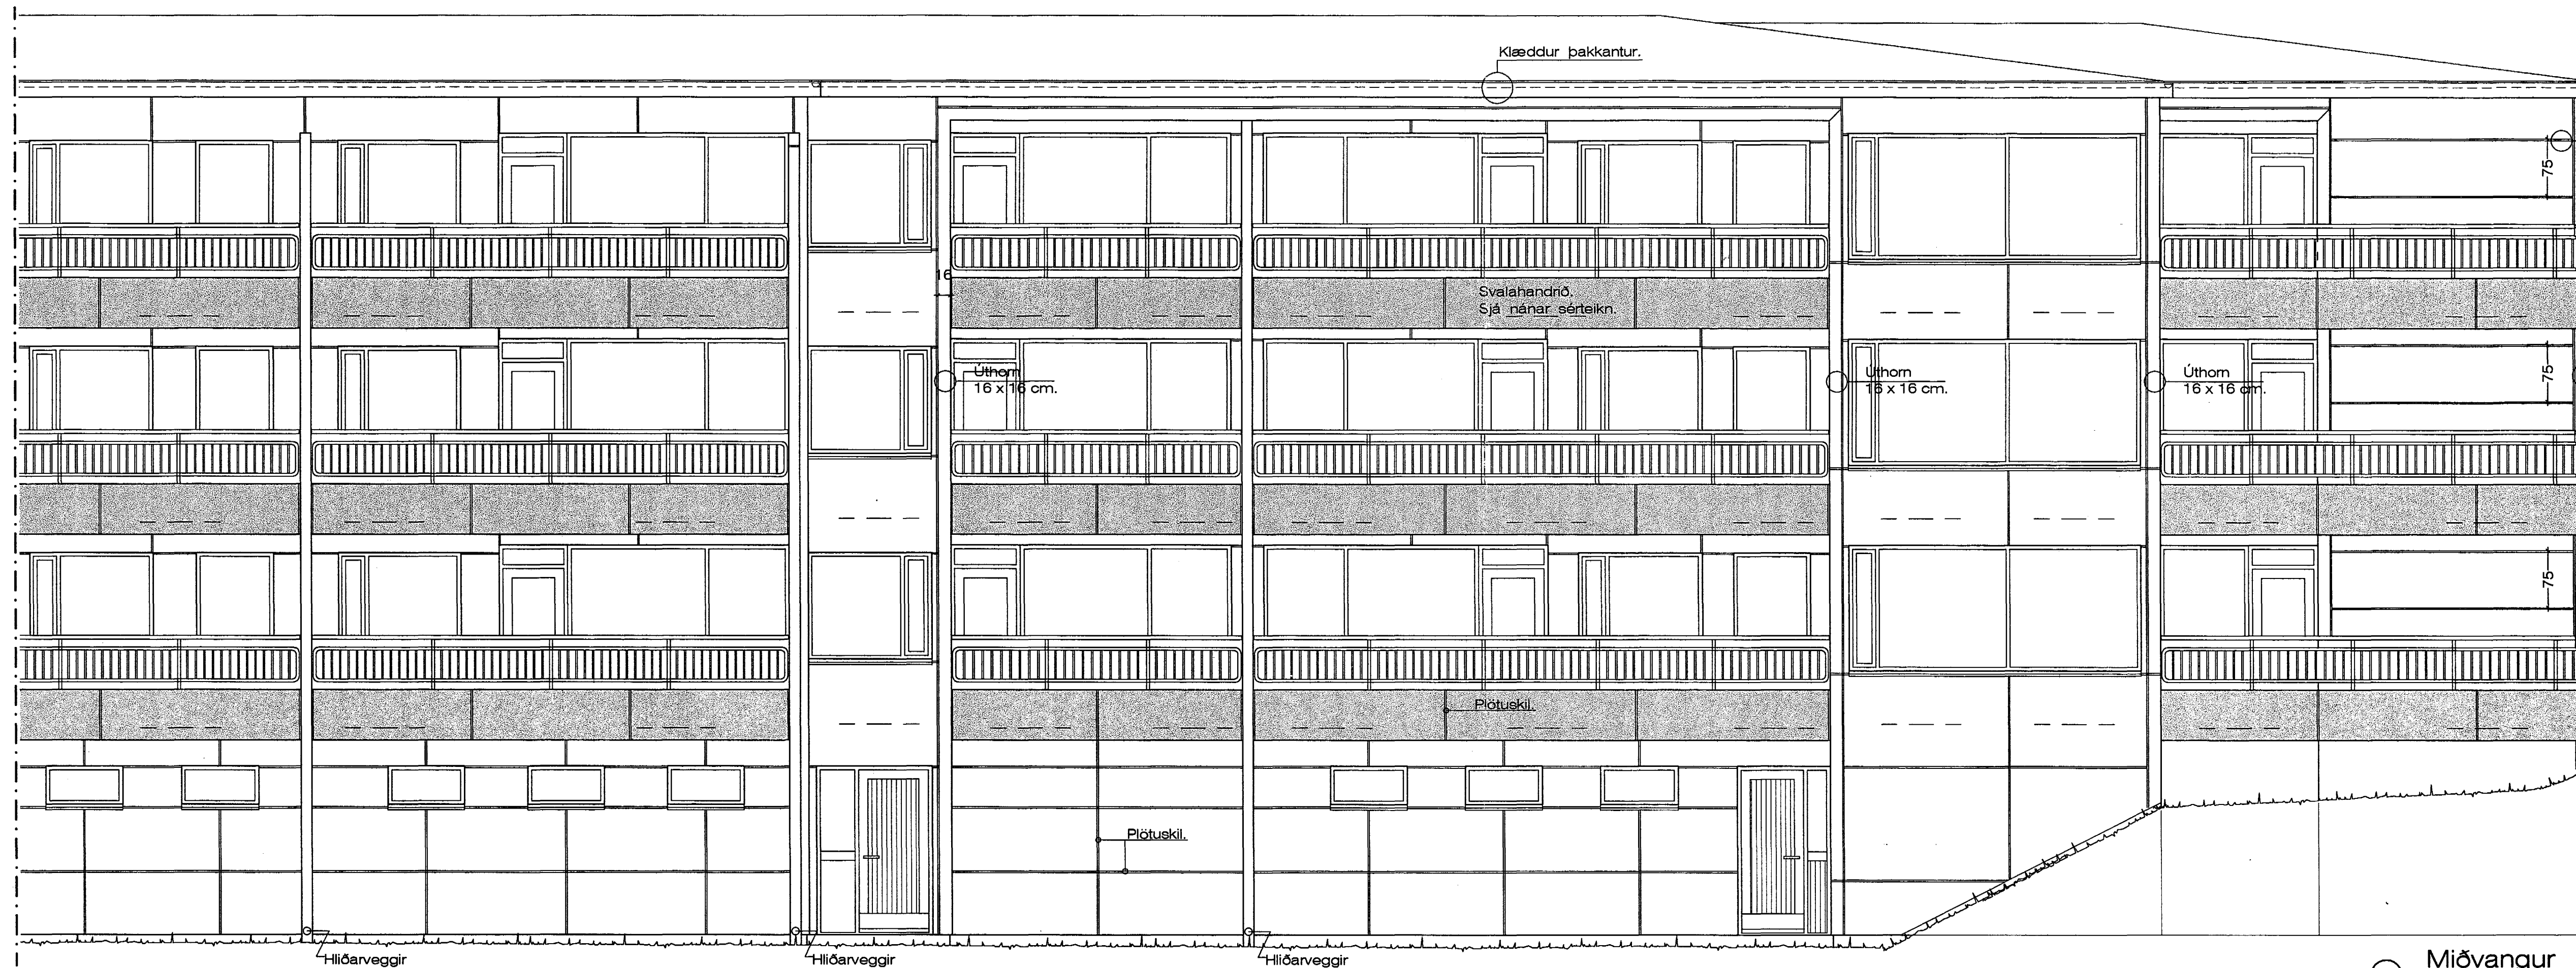 Klæddur þakkantur.
75
16
Svalahandrið.
Sjá nánar sérteikn.
Úthorn
16 x 16 cm.
Úthorn
16 x 16 cm.
Úthorn
16 x 16 cm.
75
75
Plötuskil.
Plötuskil.
Hliðarveggir
Hliðarveggir
Hliðarveggir
Miðvangur